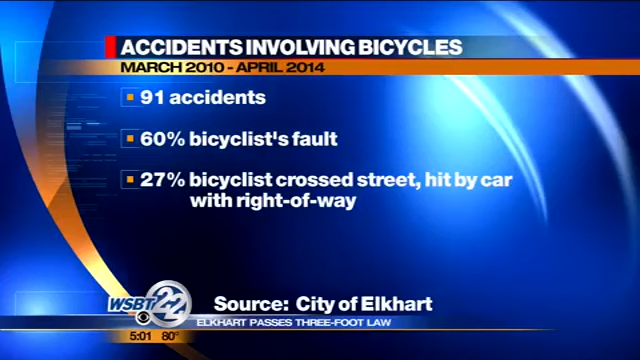 ACCIDENTS INVOLVING BICYCLES
MARCH 2010 - APRIL 2014
91 accidents
60% bicyclist's fault
27% bicyclist crossed street, hit by car
with right-of-way
Source: City of Elkhart
WSBT 22
ELKHART PASSES THREE-FOOT LAW
5:01 80°